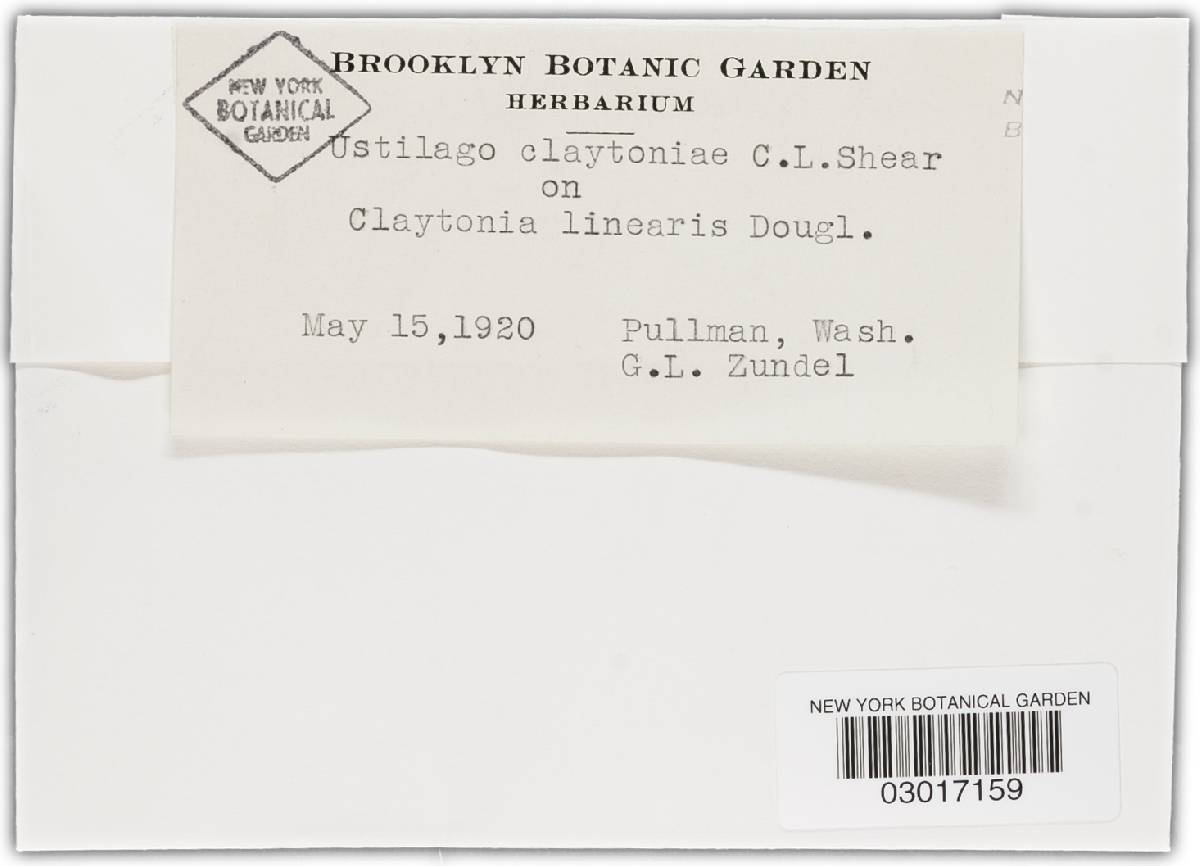 BROOKLYN BOTANIC GARDEN
HERBARIUM
NEW YORK
BOTANICAL
GARDEN
Ustilago claytoniae C.L.Shear
on
Claytonia linearis Dougl.
May 15,1920 Pullman, Wash.
G.L. Zundel
N
B
NEW YORK BOTANICAL GARDEN
03017159